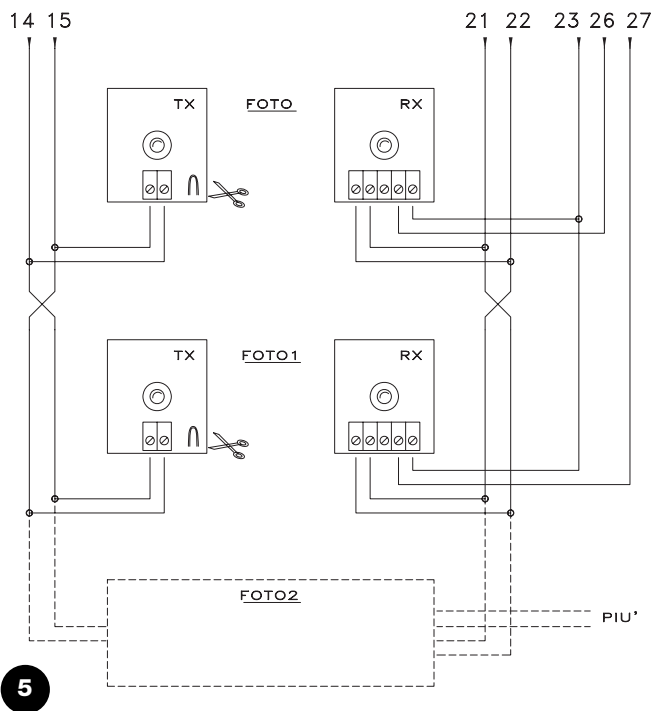 14 15 21 22 23 26 27
TX FOTO RX
TX FOTO1 RX
FOTO2
PIU'
5